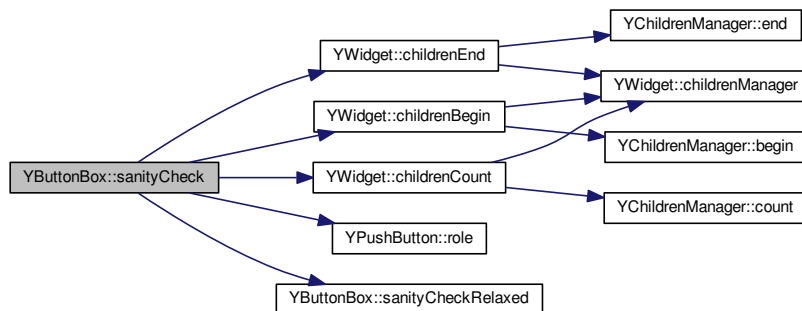 YChildrenManager::end
YWidget::childrenEnd
YWidget::childrenManager
YWidget::childrenBegin
YChildrenManager::begin
YButtonBox::sanityCheck
YWidget::childrenCount
YChildrenManager::count
YPushButton::role
YButtonBox::sanityCheckRelaxed